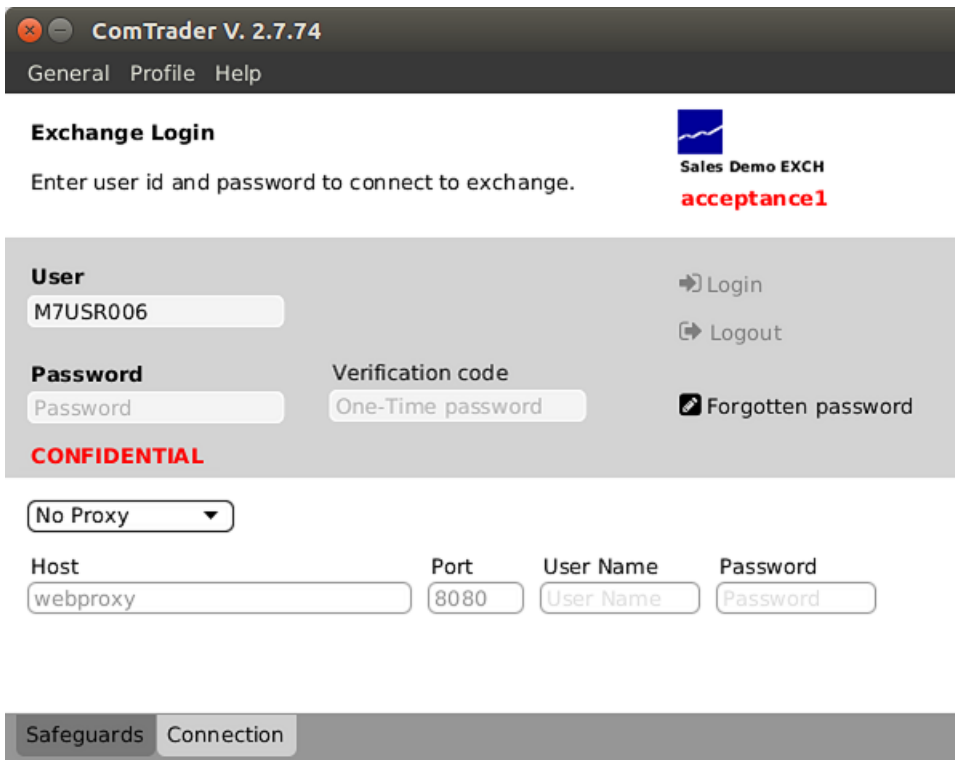 ComTrader V. 2.7.74
General Profile Help
Exchange Login
Enter user id and password to connect to exchange.
Sales Demo EXCH
acceptance1
User
M7USR006
Login
Logout
Password
Verification code
Password
One-Time password
Forgotten password
CONFIDENTIAL
No Proxy
Host Port User Name Password
webproxy 8080 User Name Password
Safeguards Connection